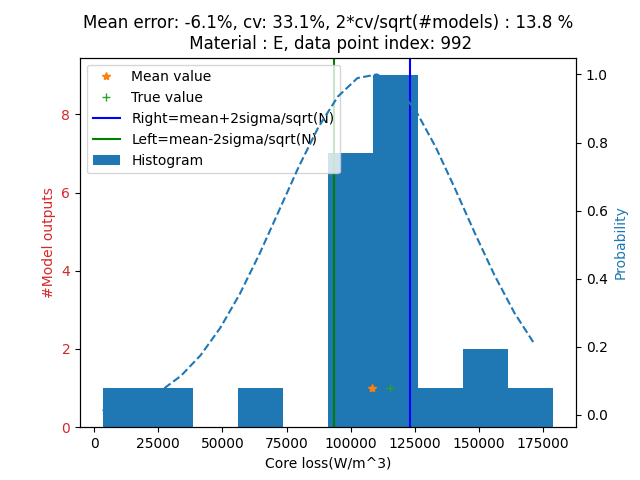 Mean error: -6.1%, cv: 33.1%, 2*cv/sqrt(#models) : 13.8 %
Material : E, data point index: 992
Mean value
True value
Right=mean+2sigma/sqrt(N)
Left=mean-2sigma/sqrt(N)
Histogram
#Model outputs
8
6
4
2
0
1.0
0.8
0.6
0.4
0.2
0.0
Probability
0
25000
50000
75000
100000
125000
150000
175000
Core loss(W/m^3)